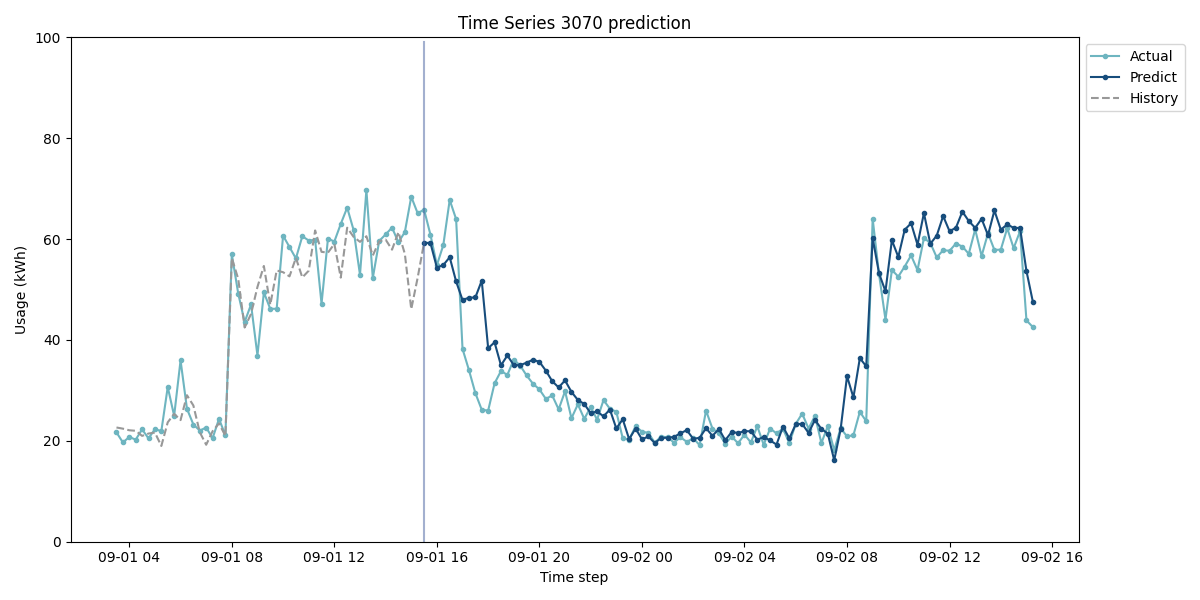 Time Series 3070 prediction
100
80
60
40
20
0
Usage (kWh)
09-01 04
09-01 08
09-01 12
09-01 16
09-01 20
09-02 00
09-02 04
09-02 08
09-02 12
09-02 16
Time step
Actual
Predict
History